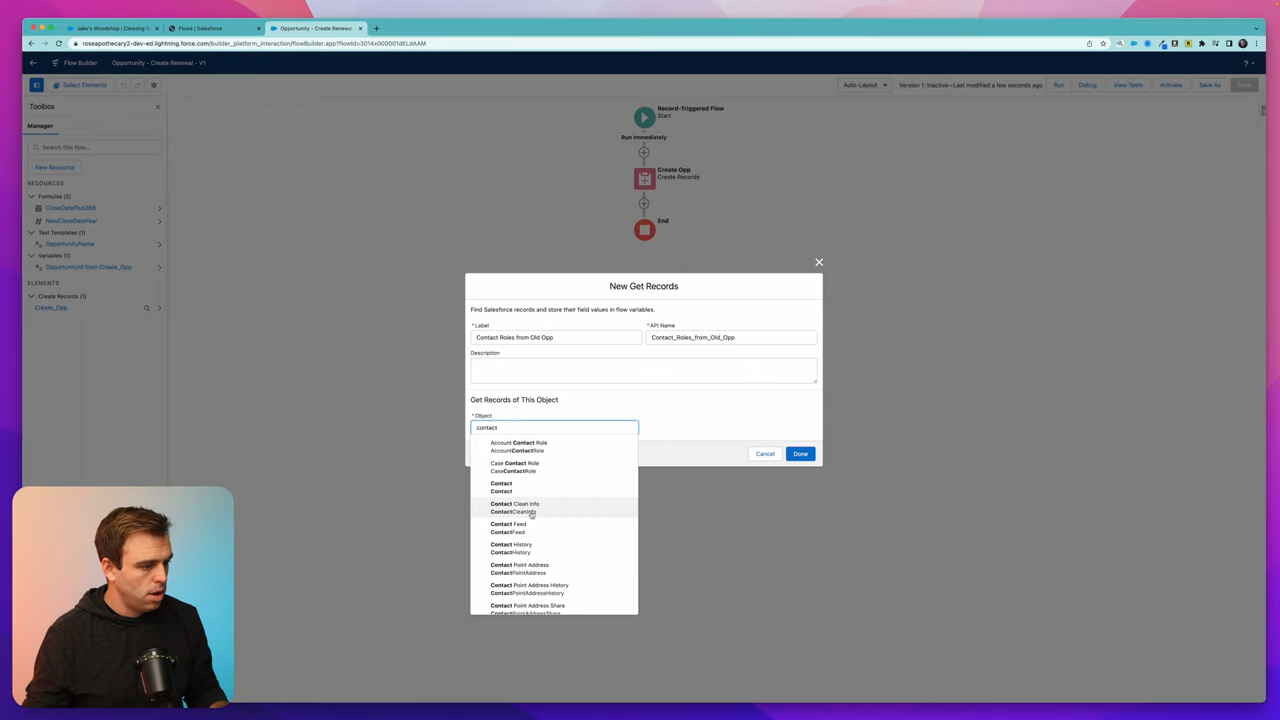 Jake's Woodshop | Cleaning S
Flows | Salesforce
Opportunity - Create Renewal
roseapothecary2-dev-ed.lightning.force.com/builder_platform_interaction/flowBuilder.app?flowId=3014x000001dELdAAM
Flow Builder
Opportunity - Create Renewal - V1
?
Select Elements
Auto-Layout
Version 1: Inactive—Last modified a few seconds ago
Run
Debug
View Tests
Activate
Save As
Save
Toolbox
Manager
Search this flow...
New Resource
RESOURCES
Formulas (2)
CloseDatePlus365
NewCloseDateYear
Text Templates (1)
OpportunityName
Variables (1)
OpportunityId from Create_Opp
ELEMENTS
Create Records (1)
Create_Opp
Record-Triggered Flow
Start
Run Immediately
Create Opp
Create Records
End
New Get Records
Find Salesforce records and store their field values in flow variables.
*Label
*API Name
Contact Roles from Old Opp
Contact_Roles_from_Old_Opp
Description
Get Records of This Object
*Object
contact
Account Contact Role
AccountContactRole
Case Contact Role
CaseContactRole
Contact
Contact
Contact Clean Info
ContactCleanInfo
Contact Feed
ContactFeed
Contact History
ContactHistory
Contact Point Address
ContactPointAddress
Contact Point Address History
ContactPointAddressHistory
Contact Point Address Share
ContactPointAddressShare
Cancel
Done